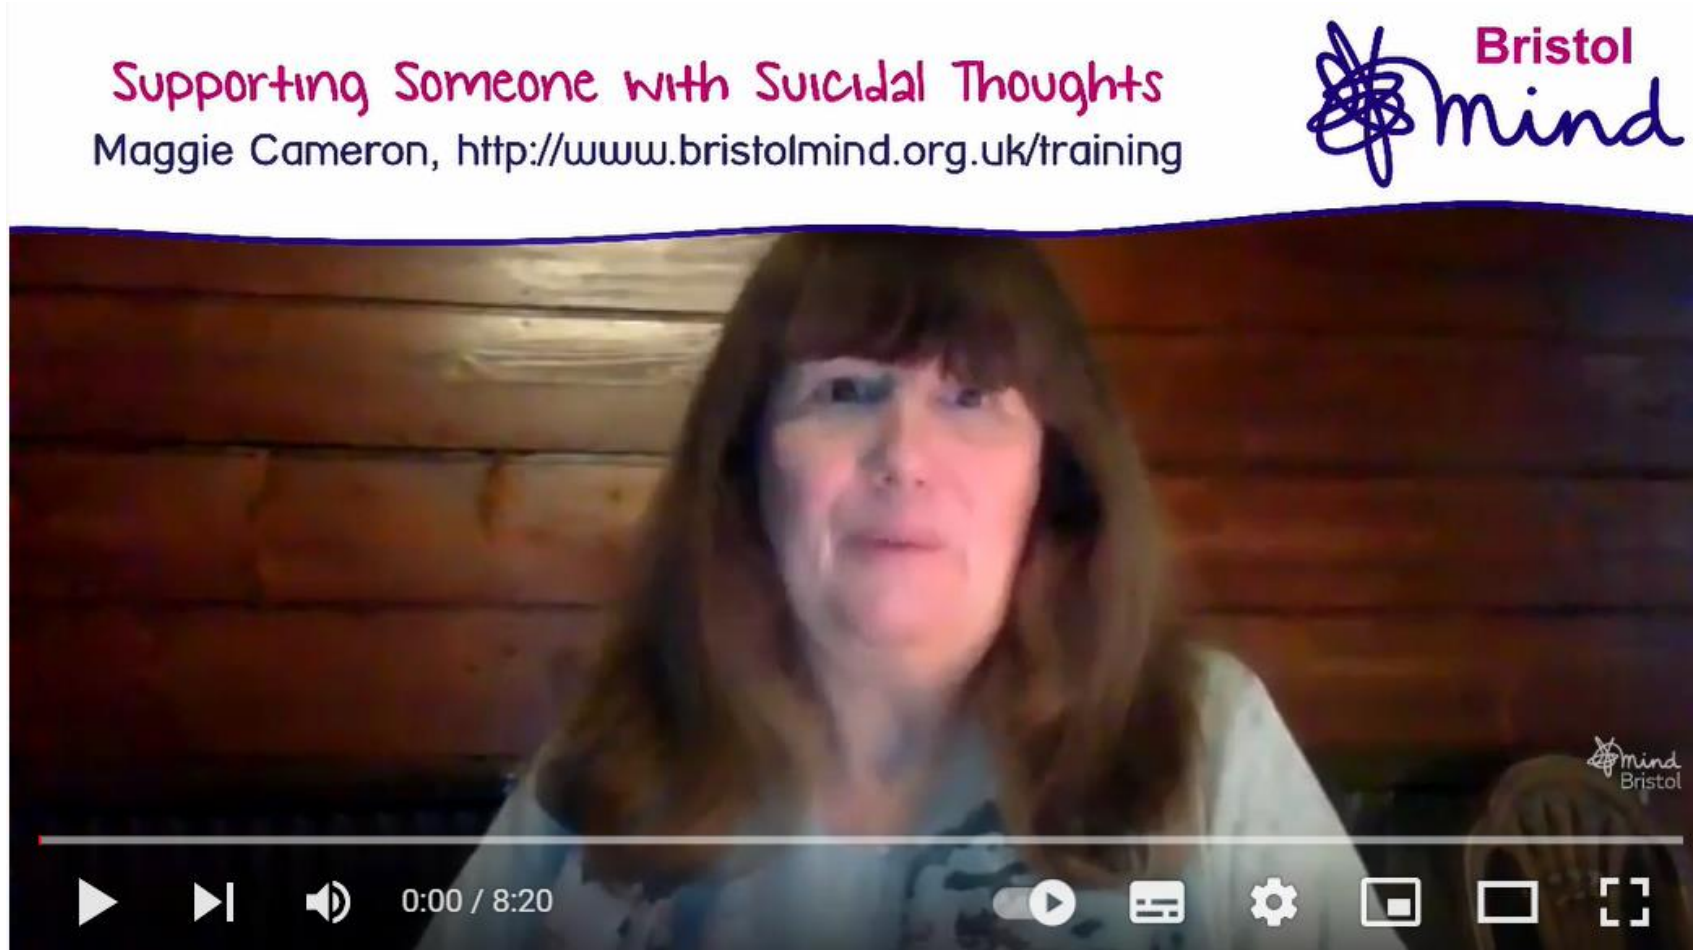 Supporting Someone with Suicidal Thoughts
Maggie Cameron, http://www.bristolmind.org.uk/training
Bristol
mind
mind
Bristol
0:00 / 8:20